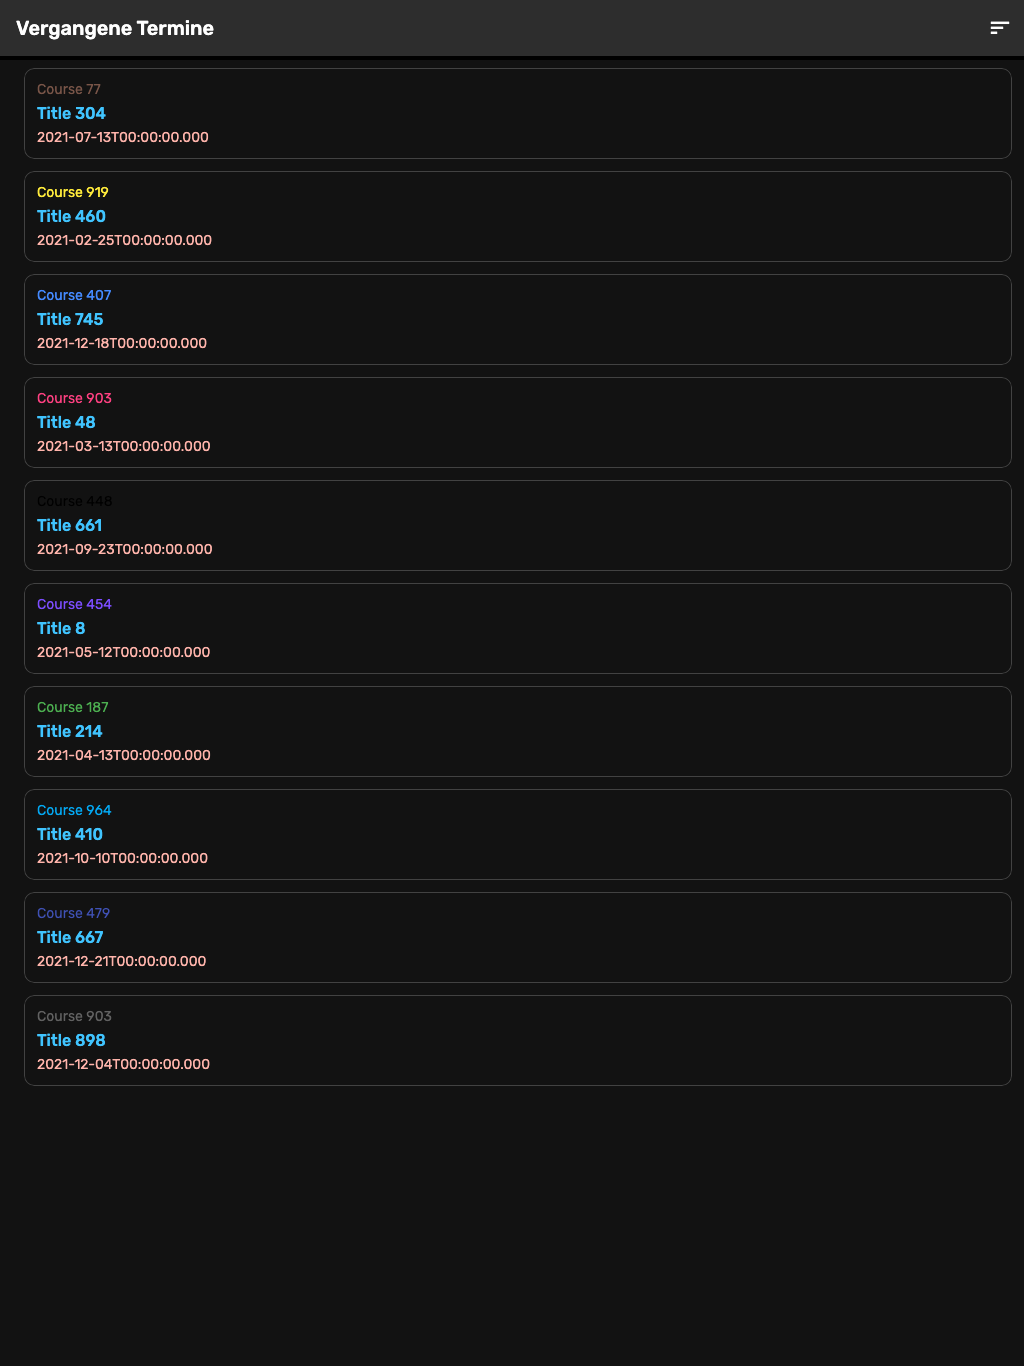 Vergangene Termine
Course 77
Title 304
2021-07-13T00:00:00.000
Course 919
Title 460
2021-02-25T00:00:00.000
Course 407
Title 745
2021-12-18T00:00:00.000
Course 903
Title 48
2021-03-13T00:00:00.000
Course 448
Title 661
2021-09-23T00:00:00.000
Course 454
Title 8
2021-05-12T00:00:00.000
Course 187
Title 214
2021-04-13T00:00:00.000
Course 964
Title 410
2021-10-10T00:00:00.000
Course 479
Title 667
2021-12-21T00:00:00.000
Course 903
Title 898
2021-12-04T00:00:00.000